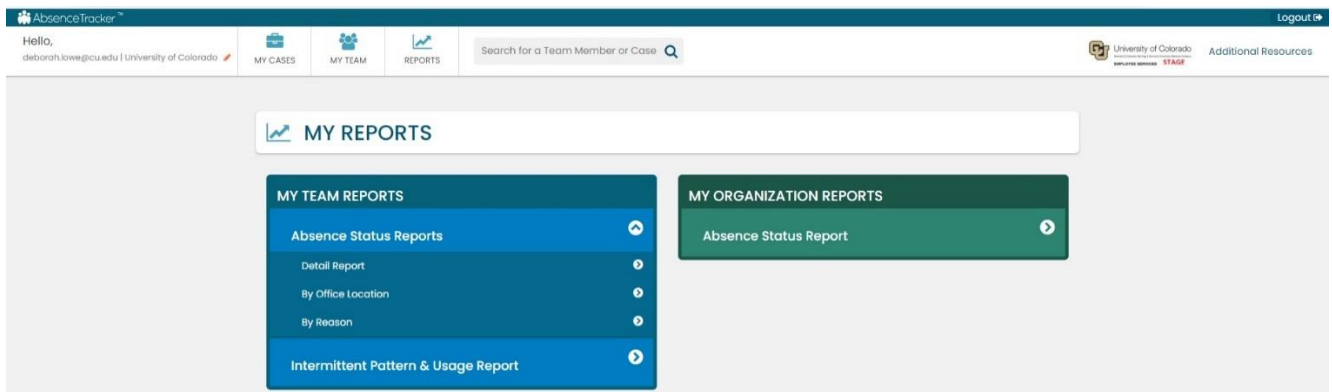 AbsenceTracker™
Logout
Hello,
deborah.lowe@cu.edu | University of Colorado
MY CASES
MY TEAM
REPORTS
Search for a Team Member or Case
University of Colorado
EMPLOYEE SERVICES STAGE
Additional Resources
MY REPORTS
MY TEAM REPORTS
Absence Status Reports
Detail Report
By Office Location
By Reason
Intermittent Pattern & Usage Report
MY ORGANIZATION REPORTS
Absence Status Report